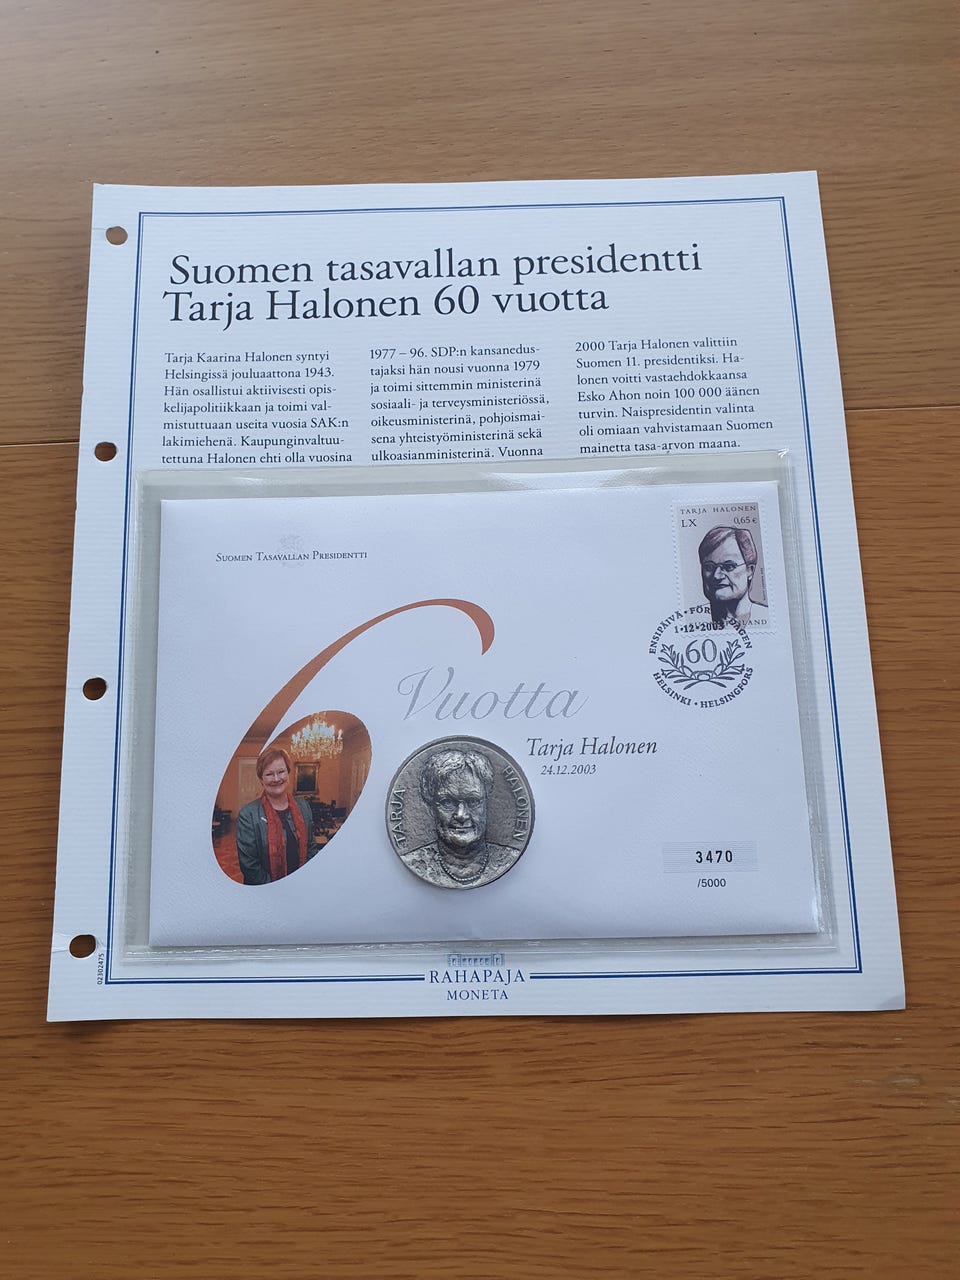 Suomen tasavallan presidentti
Tarja Halonen 60 vuotta
Tarja Kaarina Halonen syntyi
Helsingissä jouluaattona 1943.
Hän osallistui aktiivisesti opis-
kelijapolitiikkaan ja toimi val-
mistuttuaan useita vuosia SAK:n
lakimiehenä. Kaupunginvaltuu-
tettuna Halonen ehti olla vuosina
1977 – 96. SDP:n kansanedus-
tajaksi hän nousi vuonna 1979
ja toimi sittemmin ministerinä
sosiaali- ja terveysministeriössä,
oikeusministerinä, pohjoismai-
sena yhteistyöministerinä sekä
ulkoasianministerinä. Vuonna
2000 Tarja Halonen valittiin
Suomen 11. presidentiksi. Ha-
lonen voitti vastaehdokkaansa
Esko Ahon noin 100 000 äänen
turvin. Naispresidentin valinta
oli omiaan vahvistamaan Suomen
mainetta tasa-arvon maana.
SUOMEN TASAVALLAN PRESIDENTTI
TARJA HALONEN
LX 0,65 €
ENSIPÄIVÄ • FÖR
DAGEN
1•12•2003
NLAND
60
HELSINKI • HELSINGFORS
6
Vuotta
Tarja Halonen
24.12.2003
TARJA HALONEN
3470
/5000
02302475
RAHAPAJA
MONETA